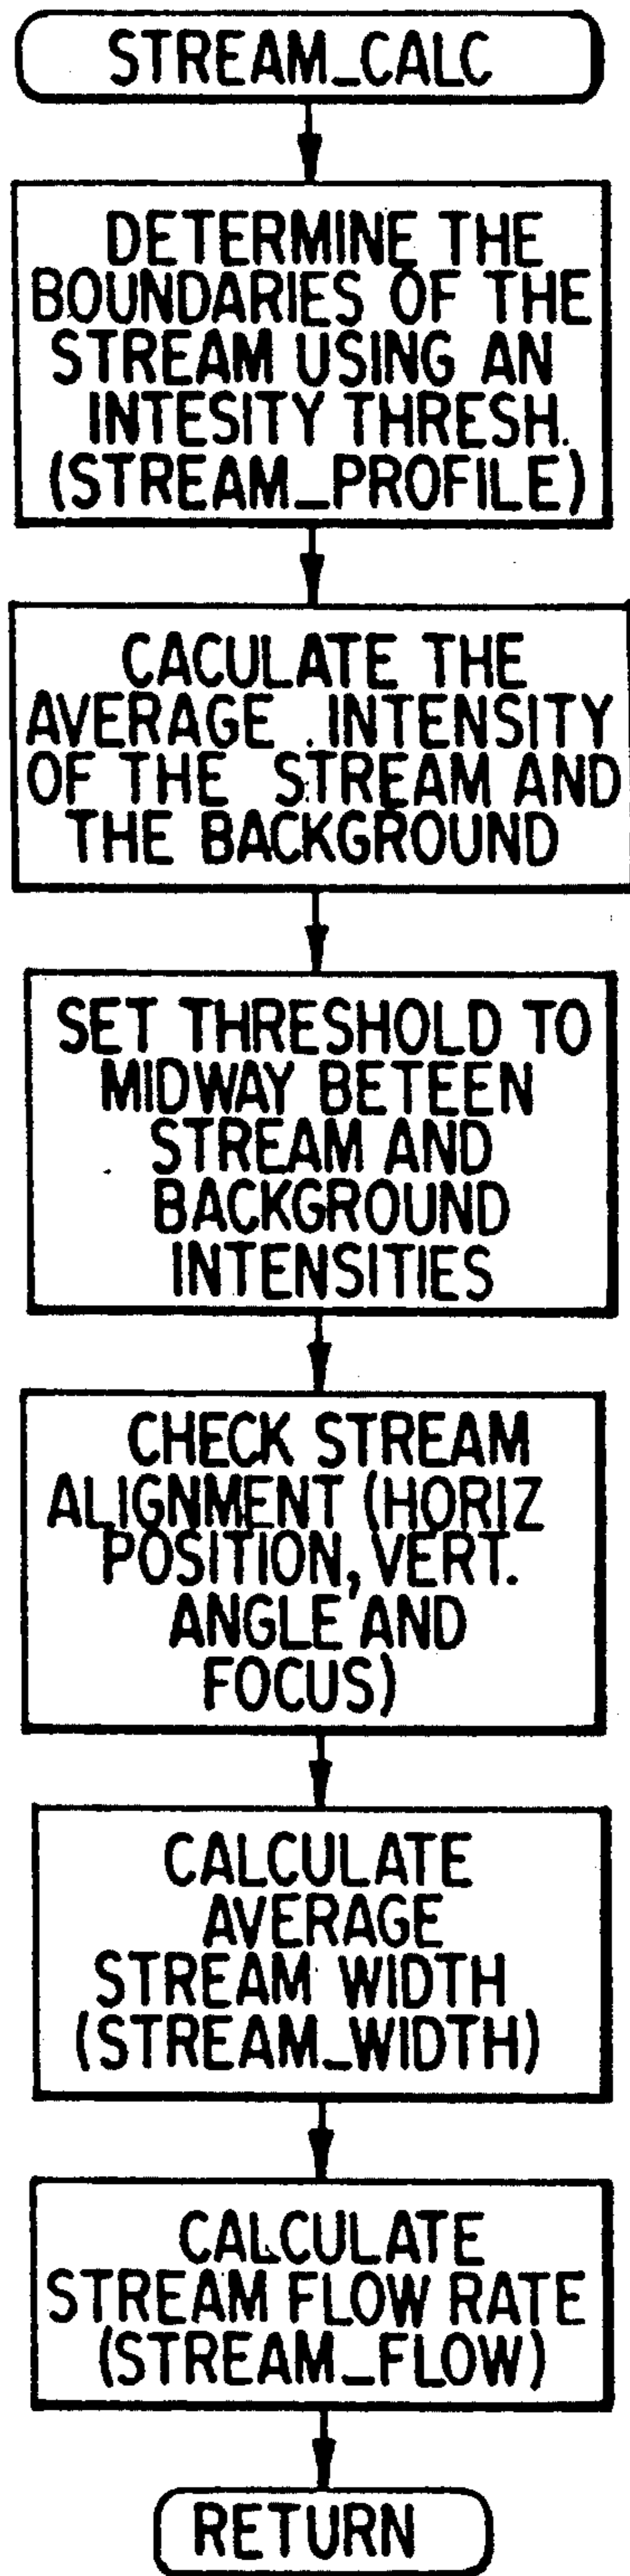 STREAM_CALC
DETERMINE THE
BOUNDARIES OF THE
STREAM USING AN
INTESITY THRESH.
(STREAM_PROFILE)
CACULATE THE
AVERAGE INTENSITY
OF THE STREAM AND
THE BACKGROUND
SET THRESHOLD TO
MIDWAY BETEEN
STREAM AND
BACKGROUND
INTENSITIES
CHECK STREAM
ALIGNMENT (HORIZ
POSITION, VERT.
ANGLE AND
FOCUS)
CALCULATE
AVERAGE
STREAM WIDTH
(STREAM_WIDTH)
CALCULATE
STREAM FLOW RATE
(STREAM_FLOW)
RETURN